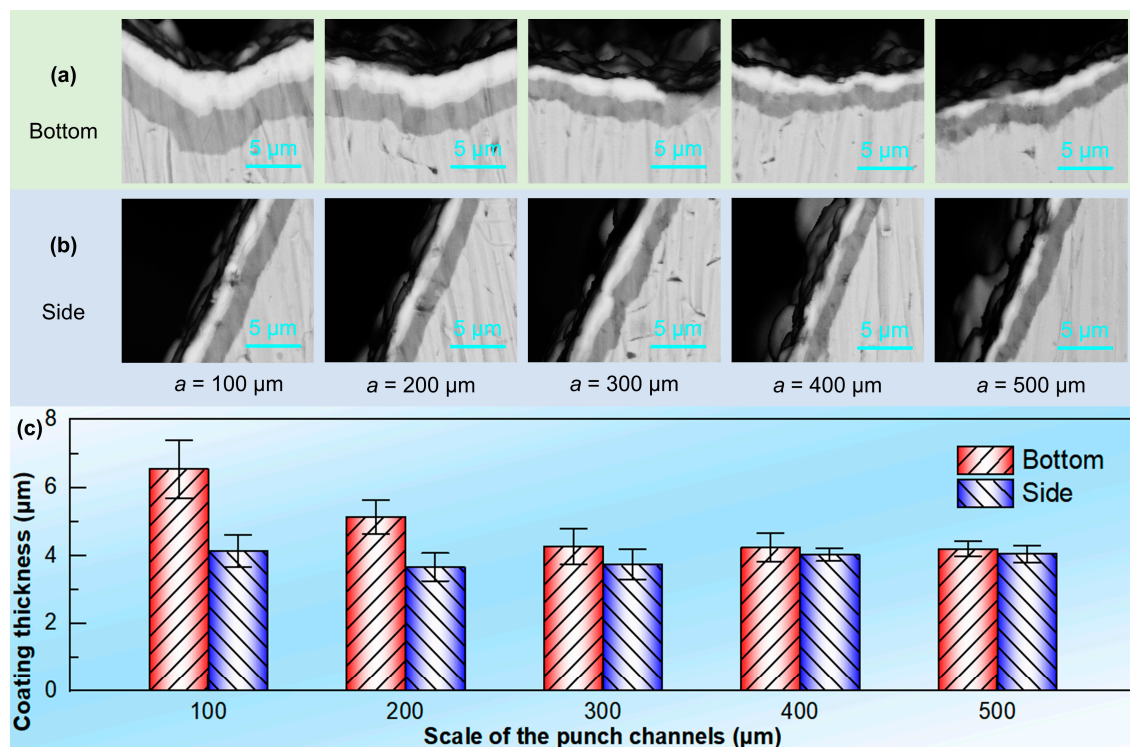 (a)
Bottom
5 µm
5 µm
5 µm
5 µm
5 µm
(b)
Side
5 µm
5 µm
5 µm
5 µm
5 µm
a = 100 µm
a = 200 µm
a = 300 µm
a = 400 µm
a = 500 µm
(c)
Coating thickness (µm)
8
6
4
2
0
Bottom
Side
100
200
300
400
500
Scale of the punch channels (µm)